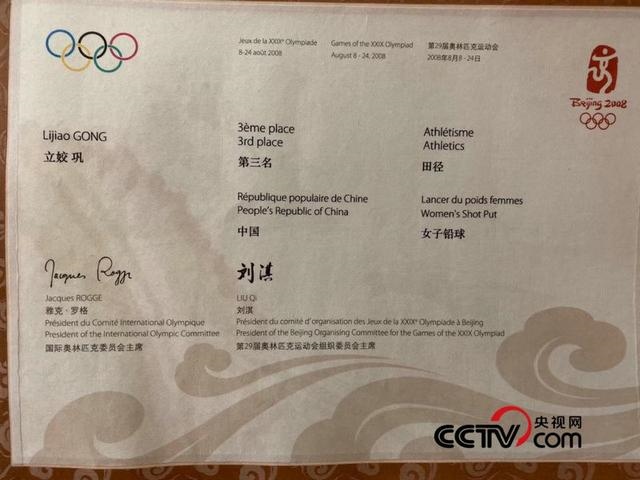 Jeux de la XXIXe Olympiade
8-24 août 2008
Games of the XXIX Olympiad
August 8 - 24, 2008
第29届奥林匹克运动会
2008年8月8 - 24日
Beijing 2008
Lijiao GONG
立姣 巩
3ème place
3rd place
第三名
Athlétisme
Athletics
田径
République populaire de Chine
People's Republic of China
中国
Lancer du poids femmes
Women's Shot Put
女子铅球
Jacques Rogge
Jacques ROGGE
雅克·罗格
Président du Comité International Olympique
President of the International Olympic Committee
国际奥林匹克委员会主席
刘淇
LIU Qi
刘淇
Président du comité d'organisation des Jeux de la XXIXe Olympiade à Beijing
President of the Beijing Organising Committee for the Games of the XXIX Olympiad
第29届奥林匹克运动会组织委员会主席
CCTV央视网
com